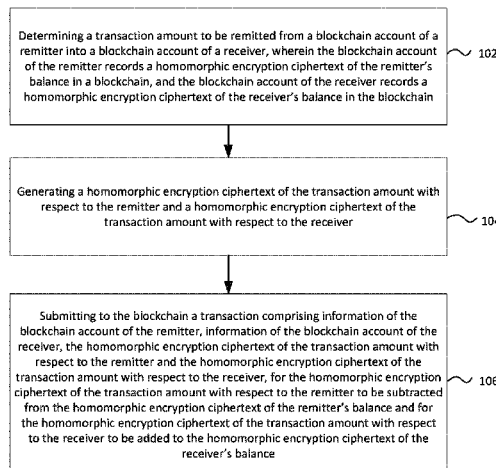 Determining a transaction amount to be remitted from a blockchain account of a
remitter into a blockchain account of a receiver, wherein the blockchain account
of the remitter records a homomorphic encryption ciphertext of the remitter's
balance in a blockchain, and the blockchain account of the receiver records a
homomorphic encryption ciphertext of the receiver's balance in the blockchain
102
Generating a homomorphic encryption ciphertext of the transaction amount with
respect to the remitter and a homomorphic encryption ciphertext of the
transaction amount with respect to the receiver
104
Submitting to the blockchain a transaction comprising information of the
blockchain account of the remitter, information of the blockchain account of the
receiver, the homomorphic encryption ciphertext of the transaction amount with
respect to the remitter and the homomorphic encryption ciphertext of the
transaction amount with respect to the receiver, for the homomorphic encryption
ciphertext of the transaction amount with respect to the remitter to be subtracted
from the homomorphic encryption ciphertext of the remitter's balance and for
the homomorphic encryption ciphertext of the transaction amount with respect
to the receiver to be added to the homomorphic encryption ciphertext of the
receiver's balance
106